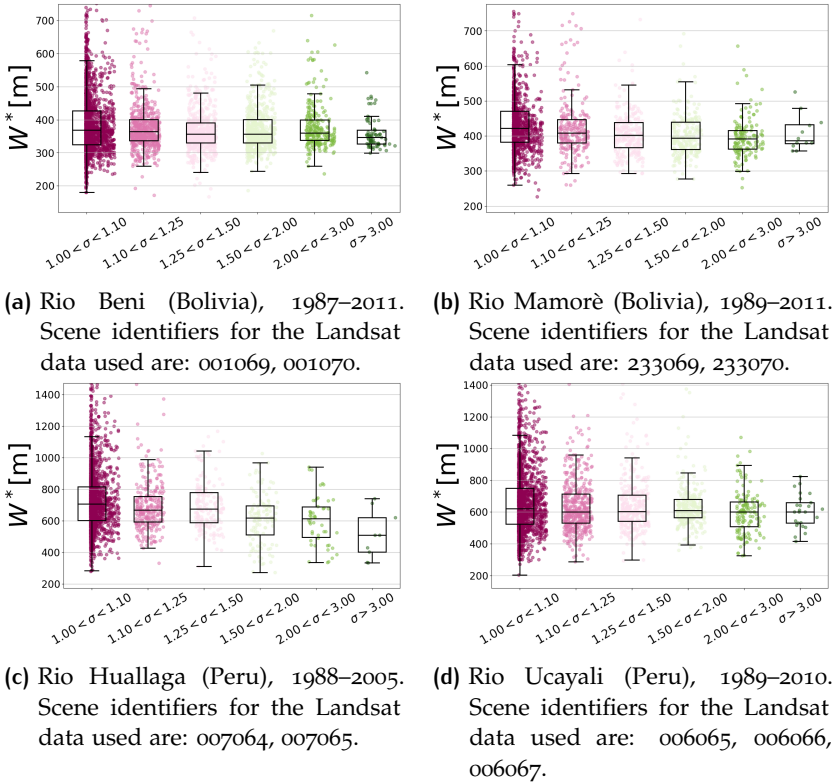 700
600
500
400
300
200
W* [m]
1.00 < σ < 1.10
1.10 < σ < 1.25
1.25 < σ < 1.50
1.50 < σ < 2.00
2.00 < σ < 3.00
σ > 3.00
700
600
500
400
300
200
W* [m]
1.00 < σ < 1.10
1.10 < σ < 1.25
1.25 < σ < 1.50
1.50 < σ < 2.00
2.00 < σ < 3.00
σ > 3.00
(a) Rio Beni (Bolivia), 1987–2011.
Scene identifiers for the Landsat
data used are: 001069, 001070.
(b) Rio Mamorè (Bolivia), 1989–2011.
Scene identifiers for the Landsat
data used are: 233069, 233070.
1400
1200
1000
800
600
400
200
W* [m]
1.00 < σ < 1.10
1.10 < σ < 1.25
1.25 < σ < 1.50
1.50 < σ < 2.00
2.00 < σ < 3.00
σ > 3.00
1400
1200
1000
800
600
400
200
W* [m]
1.00 < σ < 1.10
1.10 < σ < 1.25
1.25 < σ < 1.50
1.50 < σ < 2.00
2.00 < σ < 3.00
σ > 3.00
(c) Rio Huallaga (Peru), 1988–2005.
Scene identifiers for the Landsat
data used are: 007064, 007065.
(d) Rio Ucayali (Peru), 1989–2010.
Scene identifiers for the Landsat
data used are: 006065, 006066,
006067.